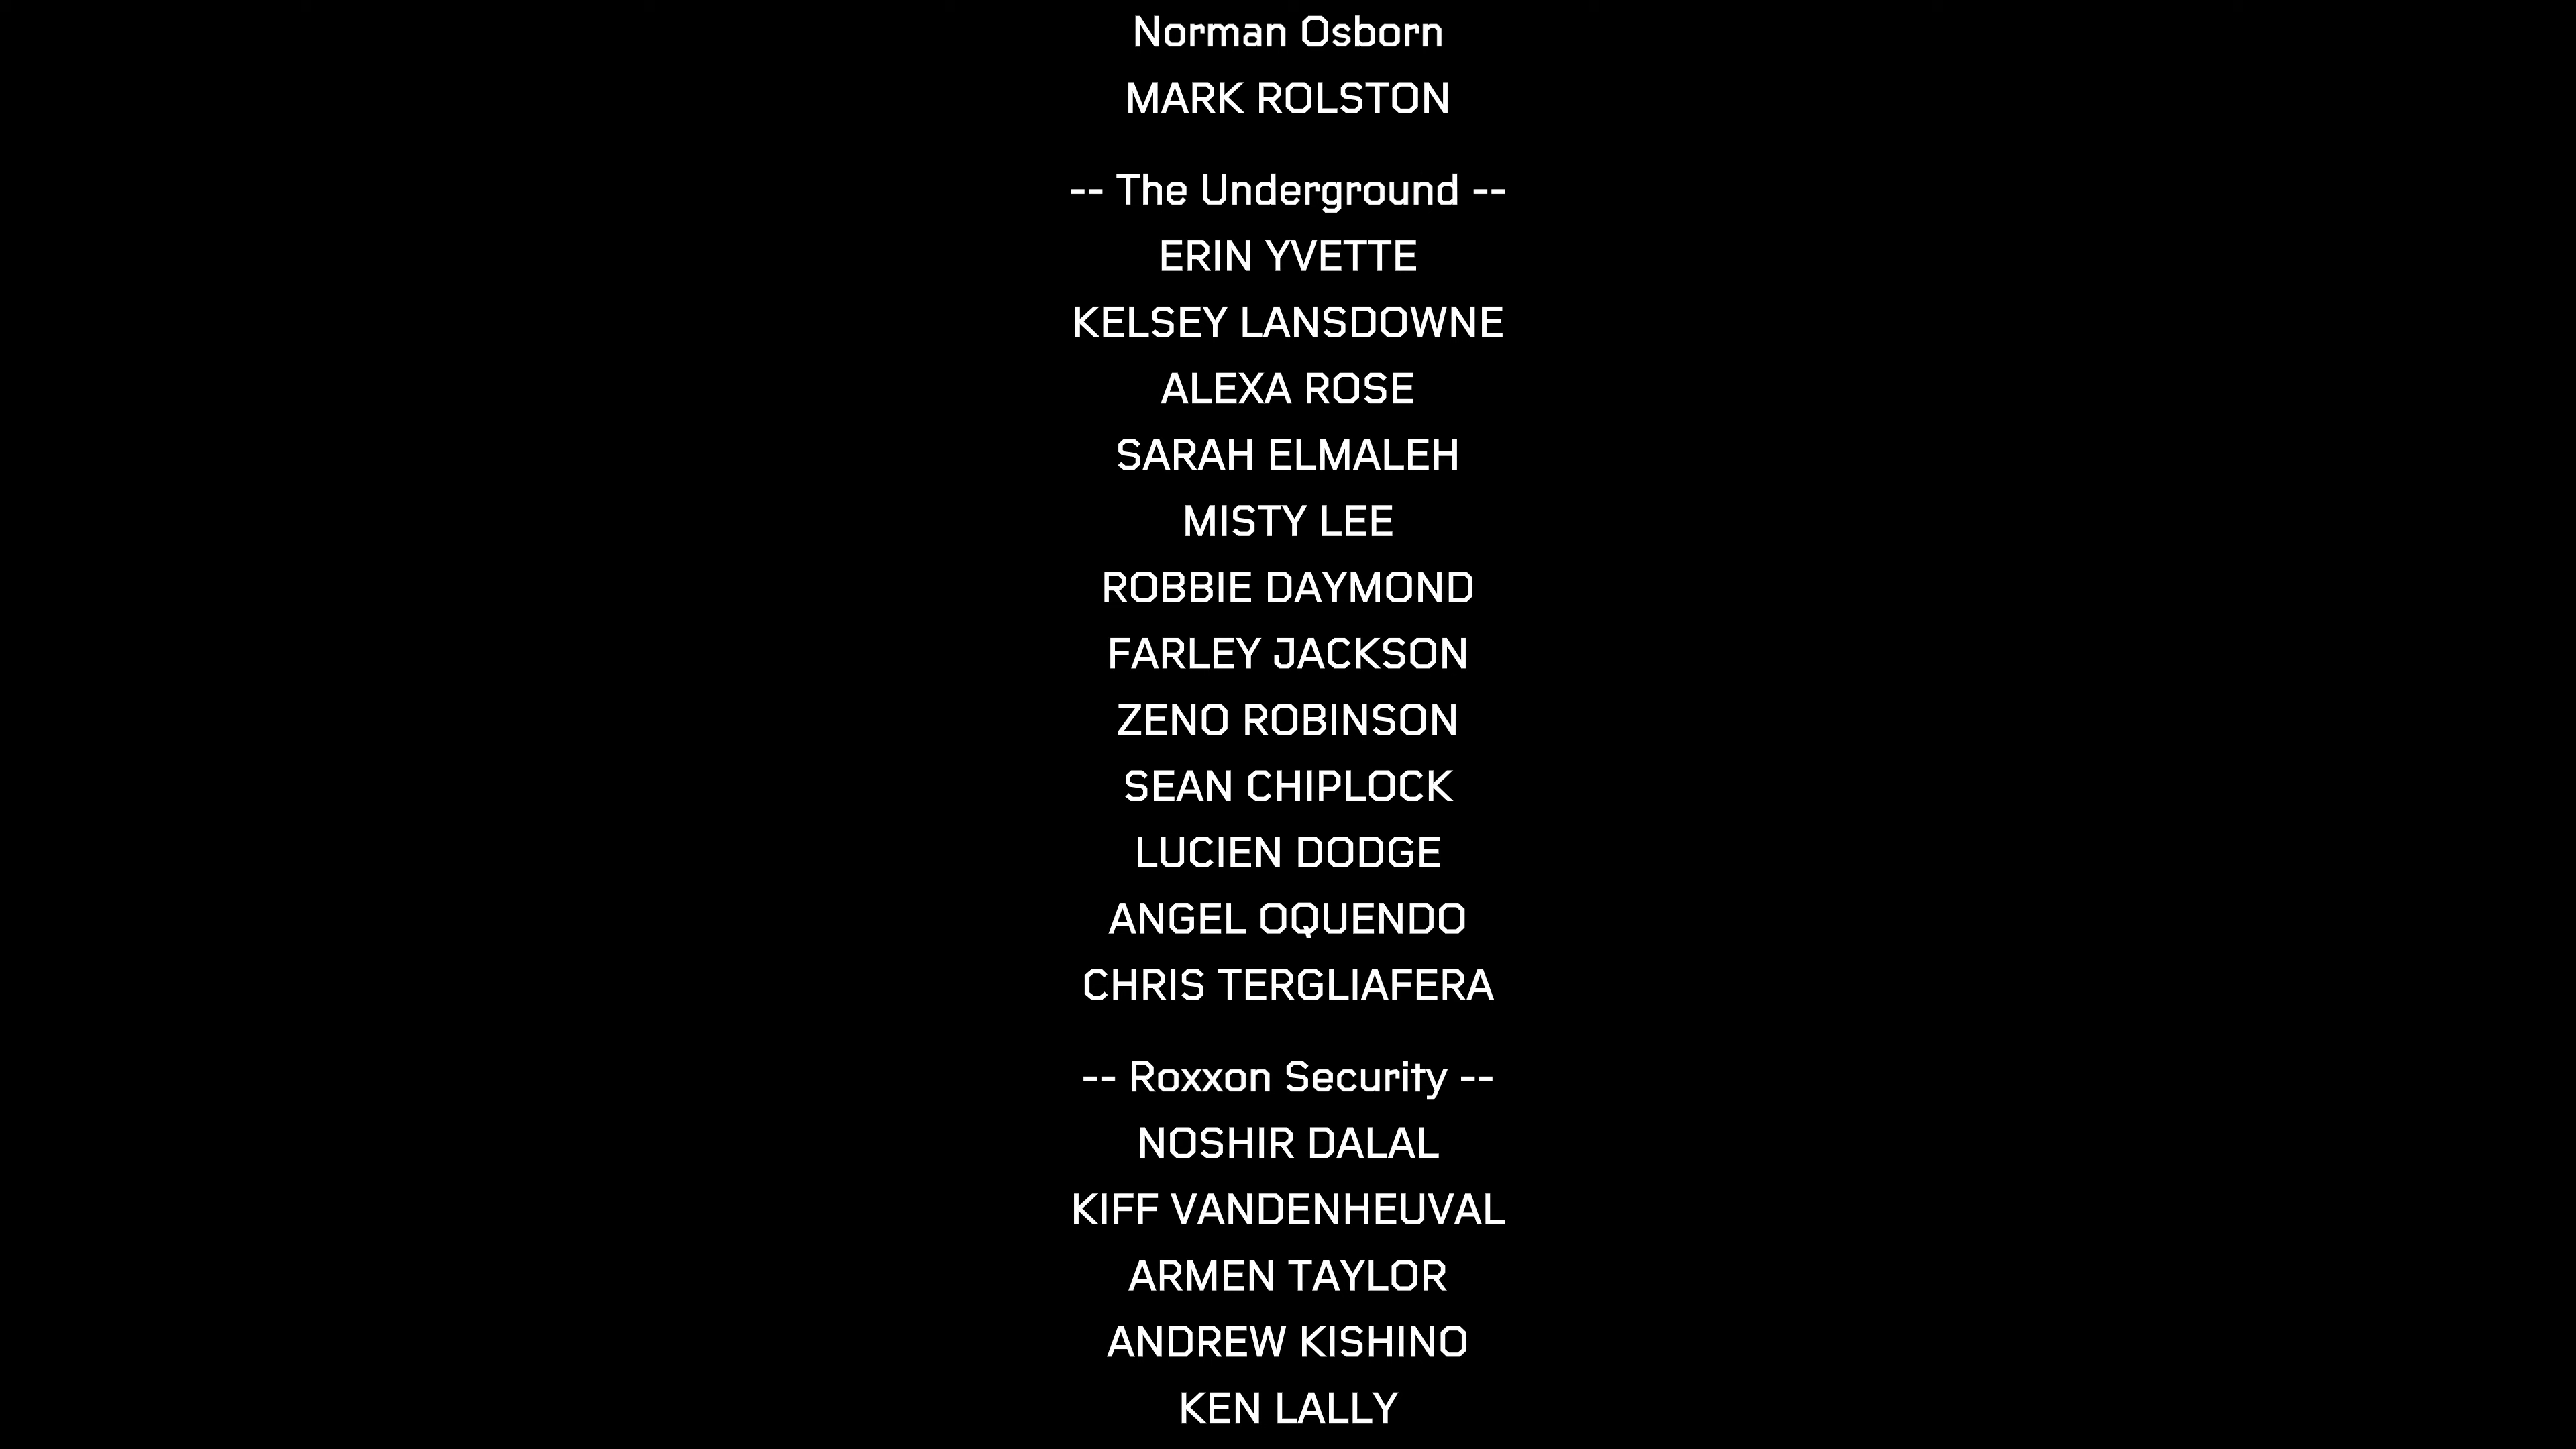 Norman Osborn
MARK ROLSTON
-- The Underground --
ERIN YVETTE
KELSEY LANSDOWNE
ALEXA ROSE
SARAH ELMALEH
MISTY LEE
ROBBIE DAYMOND
FARLEY JACKSON
ZENO ROBINSON
SEAN CHIPLOCK
LUCIEN DODGE
ANGEL OQUENDO
CHRIS TERGLIAFERA
-- Roxxon Security --
NOSHIR DALAL
KIFF VANDENHEUVAL
ARMEN TAYLOR
ANDREW KISHINO
KEN LALLY